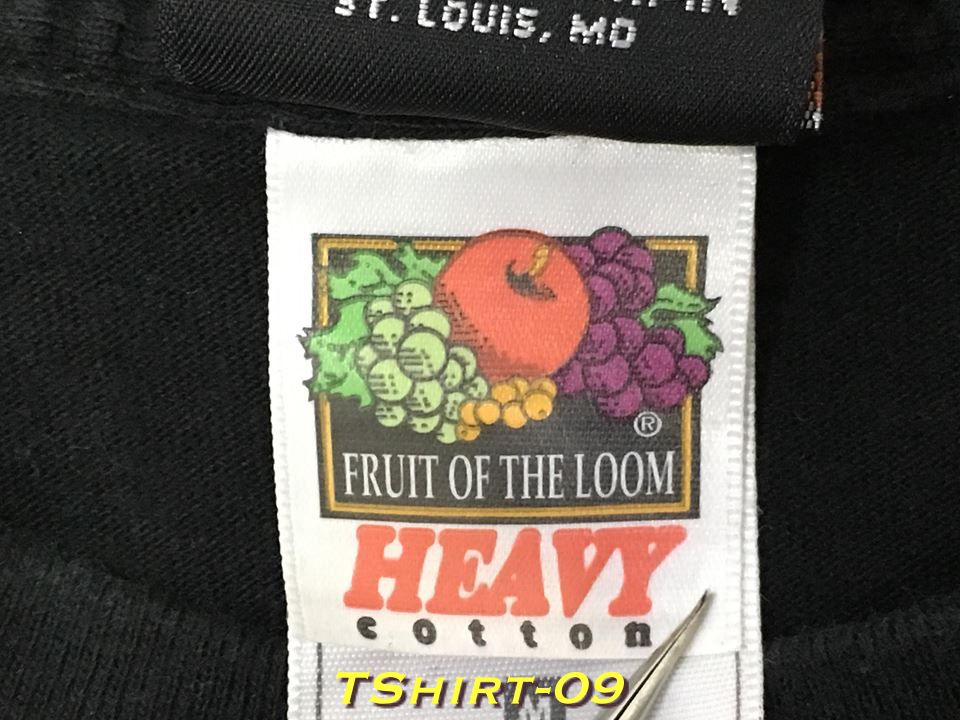 ST. LOUIS, MO
®
FRUIT OF THE LOOM
HEAVY
cotton
M
TSHIRT-09